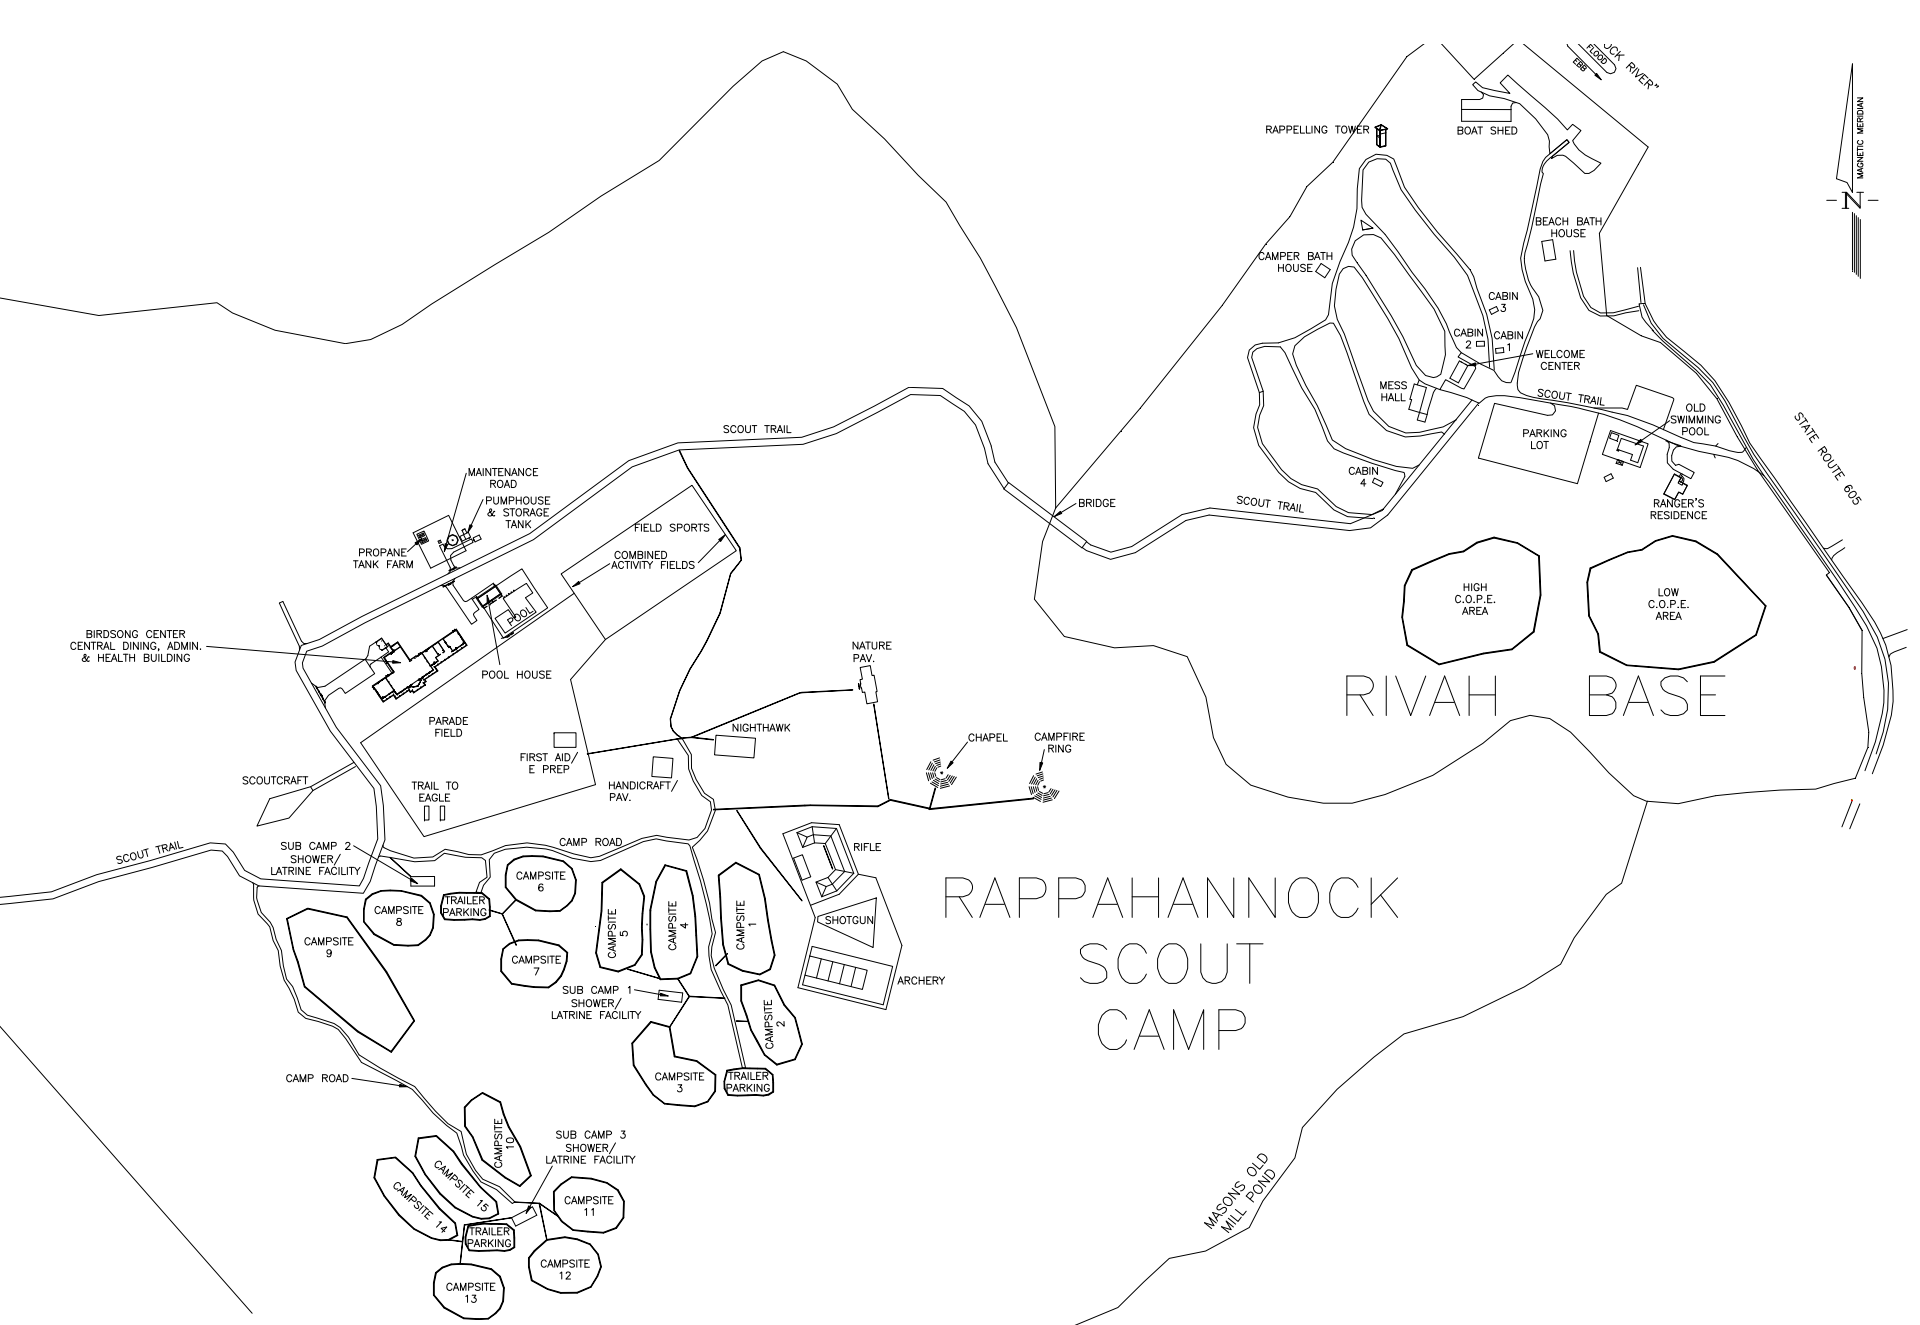 OCK RIVER"
FLOOD
EBB
MAGNETIC MERIDIAN
N
RAPPELLING TOWER
BOAT SHED
BEACH BATH
HOUSE
CAMPER BATH
HOUSE
CABIN
3
CABIN
2
CABIN
1
WELCOME
CENTER
MESS
HALL
SCOUT TRAIL
OLD
SWIMMING
POOL
PARKING
LOT
STATE ROUTE 605
CABIN
4
SCOUT TRAIL
RANGER'S
RESIDENCE
BRIDGE
SCOUT TRAIL
MAINTENANCE
ROAD
PUMPHOUSE
& STORAGE
TANK
FIELD SPORTS
PROPANE
TANK FARM
COMBINED
ACTIVITY FIELDS
POOL
HIGH
C.O.P.E.
AREA
LOW
C.O.P.E.
AREA
BIRDSONG CENTER
CENTRAL DINING, ADMIN.
& HEALTH BUILDING
POOL HOUSE
NATURE
PAV.
RIVAH BASE
PARADE
FIELD
NIGHTHAWK
CHAPEL
CAMPFIRE
RING
FIRST AID/
E PREP
SCOUTCRAFT
TRAIL TO
EAGLE
HANDICRAFT/
PAV.
SCOUT TRAIL
SUB CAMP 2
SHOWER/
LATRINE FACILITY
CAMP ROAD
RIFLE
CAMPSITE
6
CAMPSITE
8
TRAILER
PARKING
CAMPSITE
5
CAMPSITE
4
CAMPSITE
1
SHOTGUN
RAPPAHANNOCK
SCOUT
CAMP
CAMPSITE
9
CAMPSITE
7
ARCHERY
SUB CAMP 1
SHOWER/
LATRINE FACILITY
CAMPSITE
2
CAMPSITE
3
TRAILER
PARKING
CAMP ROAD
CAMPSITE
10
SUB CAMP 3
SHOWER/
LATRINE FACILITY
CAMPSITE 15
CAMPSITE 14
CAMPSITE
11
TRAILER
PARKING
CAMPSITE
12
CAMPSITE
13
MASONS OLD
MILL POND